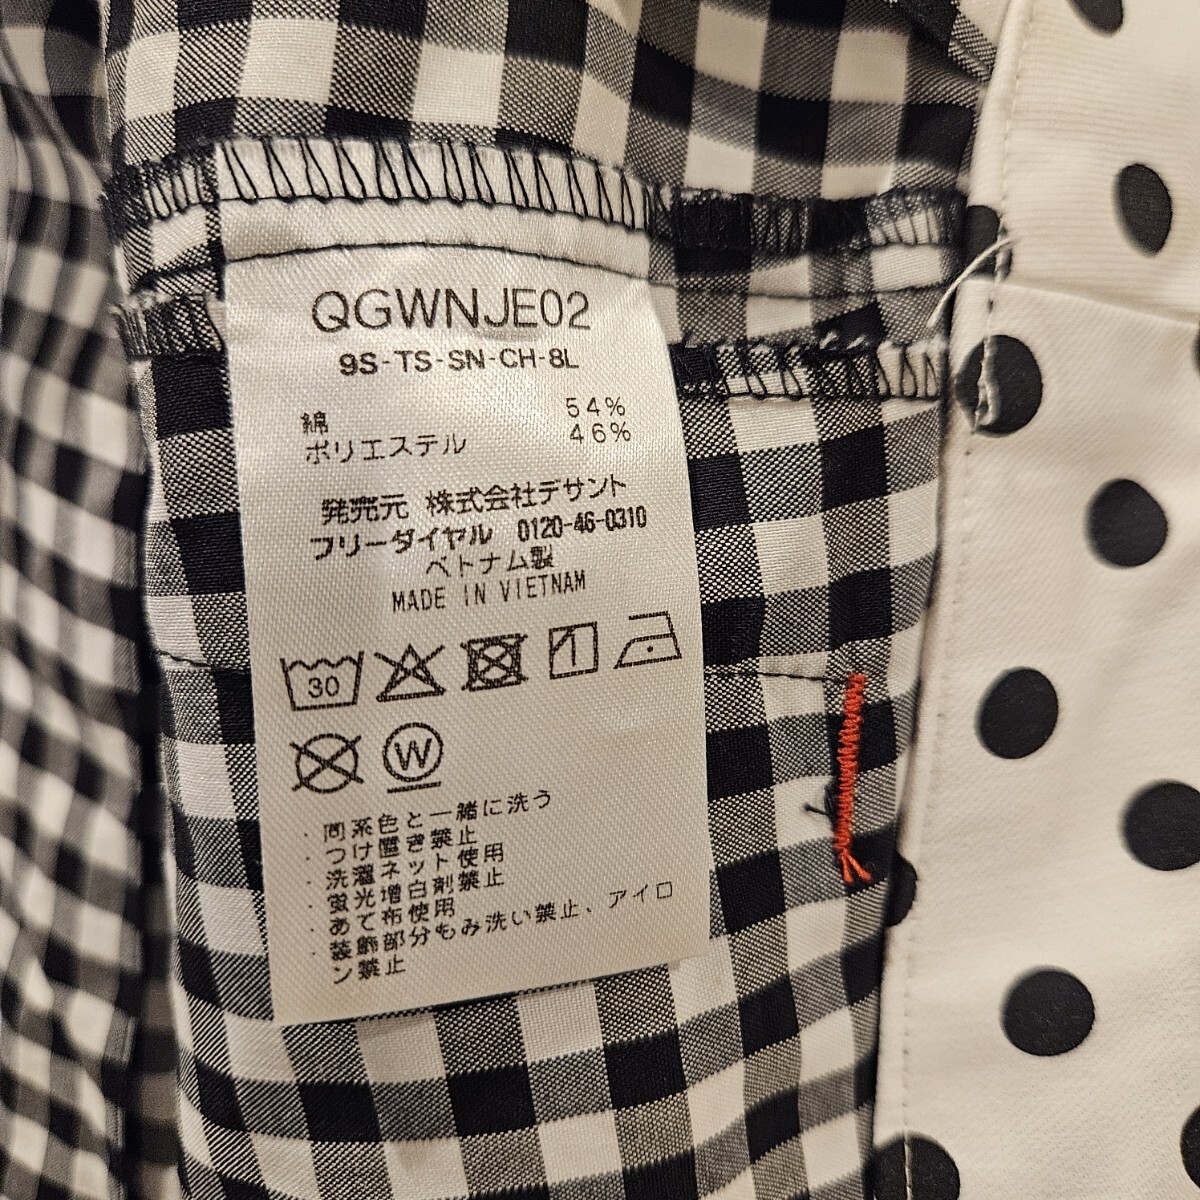 QGWNJE02
9S-TS-SN-CH-8L
綿 54%
ポリエステル 46%
発売元 株式会社デサント
フリーダイヤル 0120-46-0310
ベトナム製
MADE IN VIETNAM
30
W
・同系色と一緒に洗う
・つけ置き禁止
・洗濯ネット使用
・蛍光増白剤禁止
・あて布使用
・装飾部分もみ洗い禁止、アイロ
ン禁止